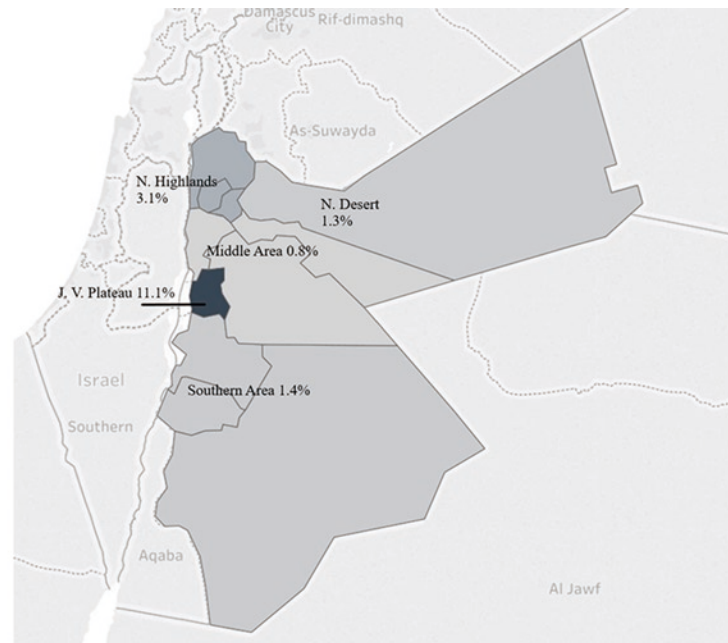 Damascus
City
Rif-dimashq
As-Suwayda
N. Highlands
3.1%
N. Desert
1.3%
Middle Area 0.8%
J. V. Plateau 11.1%
Israel
Southern Area 1.4%
Southern
Aqaba
Al Jawf